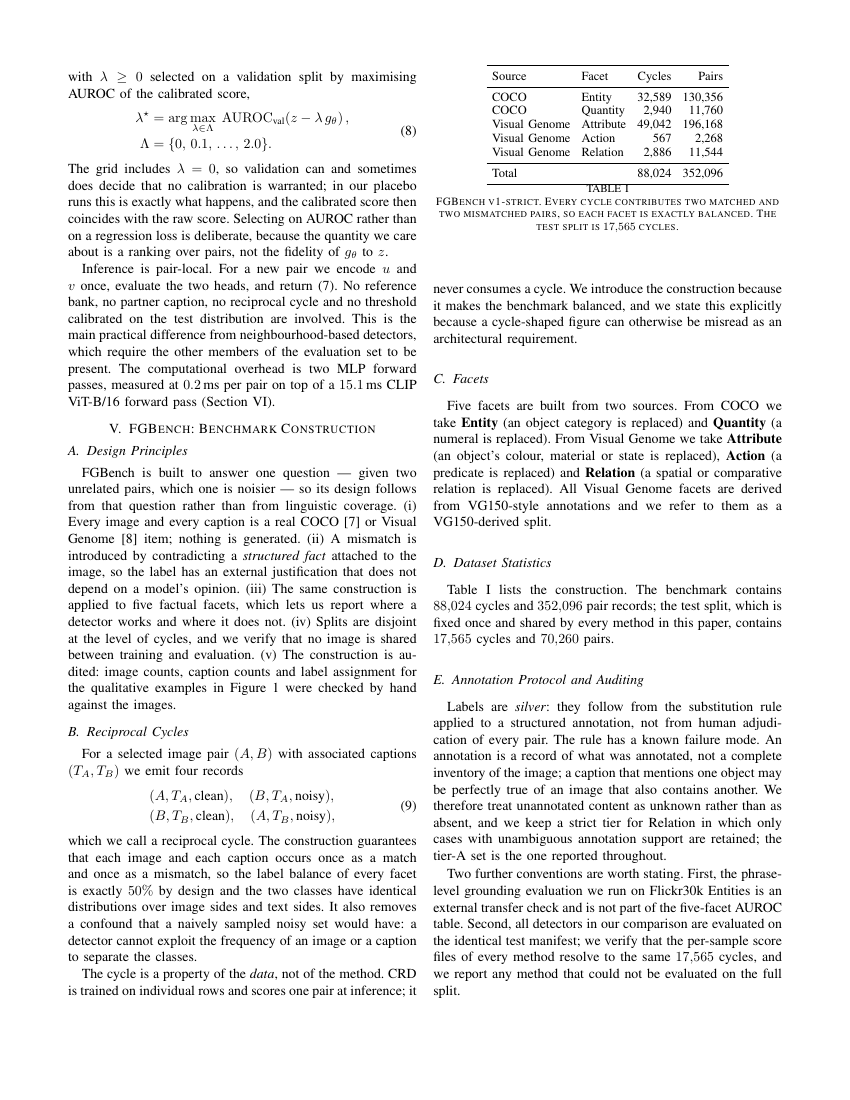 with λ ≥ 0 selected on a validation split by maximising
AUROC of the calibrated score,
λ⋆ = arg max AUROCval(z − λ gθ) ,
λ∈Λ
(8)
Λ = {0, 0.1, . . . , 2.0}.
The grid includes λ = 0, so validation can and sometimes
does decide that no calibration is warranted; in our placebo
runs this is exactly what happens, and the calibrated score then
coincides with the raw score. Selecting on AUROC rather than
on a regression loss is deliberate, because the quantity we care
about is a ranking over pairs, not the fidelity of gθ to z.
Inference is pair-local. For a new pair we encode u and
v once, evaluate the two heads, and return (7). No reference
bank, no partner caption, no reciprocal cycle and no threshold
calibrated on the test distribution are involved. This is the
main practical difference from neighbourhood-based detectors,
which require the other members of the evaluation set to be
present. The computational overhead is two MLP forward
passes, measured at 0.2 ms per pair on top of a 15.1 ms CLIP
ViT-B/16 forward pass (Section VI).
V. FGBENCH: BENCHMARK CONSTRUCTION
A. Design Principles
FGBench is built to answer one question — given two
unrelated pairs, which one is noisier — so its design follows
from that question rather than from linguistic coverage. (i)
Every image and every caption is a real COCO [7] or Visual
Genome [8] item; nothing is generated. (ii) A mismatch is
introduced by contradicting a structured fact attached to the
image, so the label has an external justification that does not
depend on a model's opinion. (iii) The same construction is
applied to five factual facets, which lets us report where a
detector works and where it does not. (iv) Splits are disjoint
at the level of cycles, and we verify that no image is shared
between training and evaluation. (v) The construction is au-
dited: image counts, caption counts and label assignment for
the qualitative examples in Figure 1 were checked by hand
against the images.
B. Reciprocal Cycles
For a selected image pair (A, B) with associated captions
(TA, TB) we emit four records
(A, TA, clean), (B, TA, noisy),
(9)
(B, TB, clean), (A, TB, noisy),
which we call a reciprocal cycle. The construction guarantees
that each image and each caption occurs once as a match
and once as a mismatch, so the label balance of every facet
is exactly 50% by design and the two classes have identical
distributions over image sides and text sides. It also removes
a confound that a naively sampled noisy set would have: a
detector cannot exploit the frequency of an image or a caption
to separate the classes.
The cycle is a property of the data, not of the method. CRD
is trained on individual rows and scores one pair at inference; it
Source Facet Cycles Pairs
COCO Entity 32,589 130,356
COCO Quantity 2,940 11,760
Visual Genome Attribute 49,042 196,168
Visual Genome Action 567 2,268
Visual Genome Relation 2,886 11,544
Total 88,024 352,096
TABLE I
FGBENCH V1-STRICT. EVERY CYCLE CONTRIBUTES TWO MATCHED AND
TWO MISMATCHED PAIRS, SO EACH FACET IS EXACTLY BALANCED. THE
TEST SPLIT IS 17,565 CYCLES.
never consumes a cycle. We introduce the construction because
it makes the benchmark balanced, and we state this explicitly
because a cycle-shaped figure can otherwise be misread as an
architectural requirement.
C. Facets
Five facets are built from two sources. From COCO we
take Entity (an object category is replaced) and Quantity (a
numeral is replaced). From Visual Genome we take Attribute
(an object's colour, material or state is replaced), Action (a
predicate is replaced) and Relation (a spatial or comparative
relation is replaced). All Visual Genome facets are derived
from VG150-style annotations and we refer to them as a
VG150-derived split.
D. Dataset Statistics
Table I lists the construction. The benchmark contains
88,024 cycles and 352,096 pair records; the test split, which is
fixed once and shared by every method in this paper, contains
17,565 cycles and 70,260 pairs.
E. Annotation Protocol and Auditing
Labels are silver: they follow from the substitution rule
applied to a structured annotation, not from human adjudi-
cation of every pair. The rule has a known failure mode. An
annotation is a record of what was annotated, not a complete
inventory of the image; a caption that mentions one object may
be perfectly true of an image that also contains another. We
therefore treat unannotated content as unknown rather than as
absent, and we keep a strict tier for Relation in which only
cases with unambiguous annotation support are retained; the
tier-A set is the one reported throughout.
Two further conventions are worth stating. First, the phrase-
level grounding evaluation we run on Flickr30k Entities is an
external transfer check and is not part of the five-facet AUROC
table. Second, all detectors in our comparison are evaluated on
the identical test manifest; we verify that the per-sample score
files of every method resolve to the same 17,565 cycles, and
we report any method that could not be evaluated on the full
split.